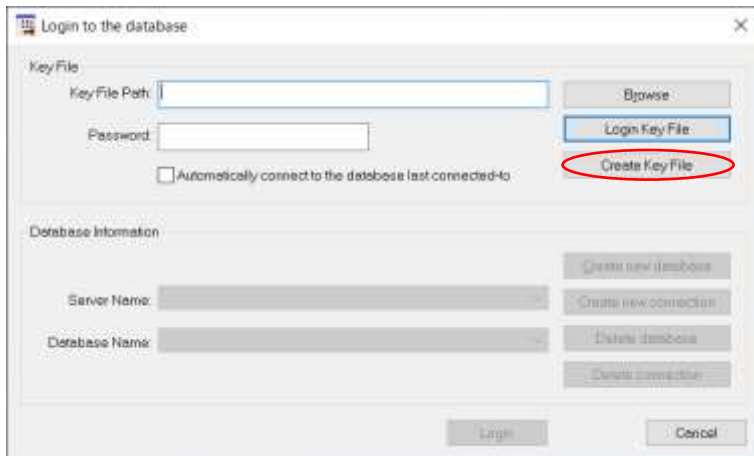 Login to the database
Key File
Key File Path:
Browse
Password:
Login Key File
Automatically connect to the database last connected-to
Create Key File
Database Information
Create new database
Server Name:
Create new connection
Database Name:
Delete database
Delete connection
Login
Cancel